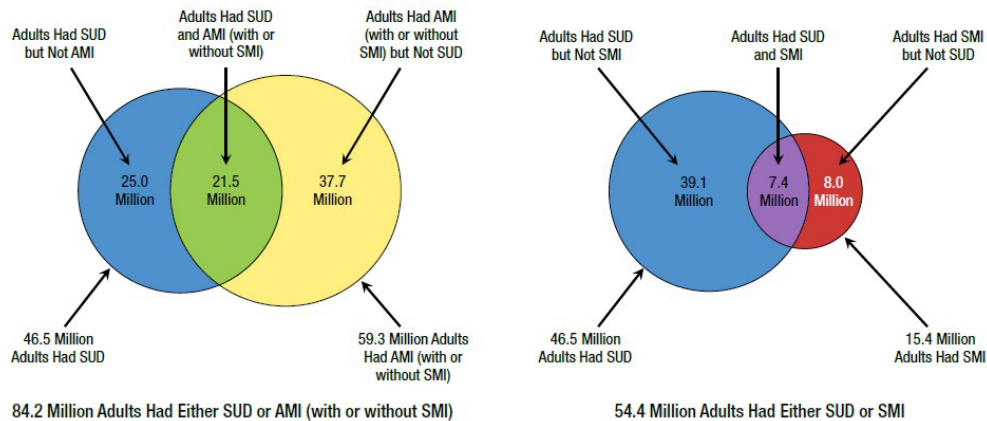 Adults Had SUD
but Not AMI
Adults Had SUD
and AMI (with or
without SMI)
Adults Had AMI
(with or without
SMI) but Not SUD
25.0
Million
21.5
Million
37.7
Million
46.5 Million
Adults Had SUD
59.3 Million Adults
Had AMI (with or
without SMI)
84.2 Million Adults Had Either SUD or AMI (with or without SMI)
Adults Had SUD
but Not SMI
Adults Had SUD
and SMI
Adults Had SMI
but Not SUD
39.1
Million
7.4
Million
8.0
Million
46.5 Million
Adults Had SUD
15.4 Million
Adults Had SMI
54.4 Million Adults Had Either SUD or SMI